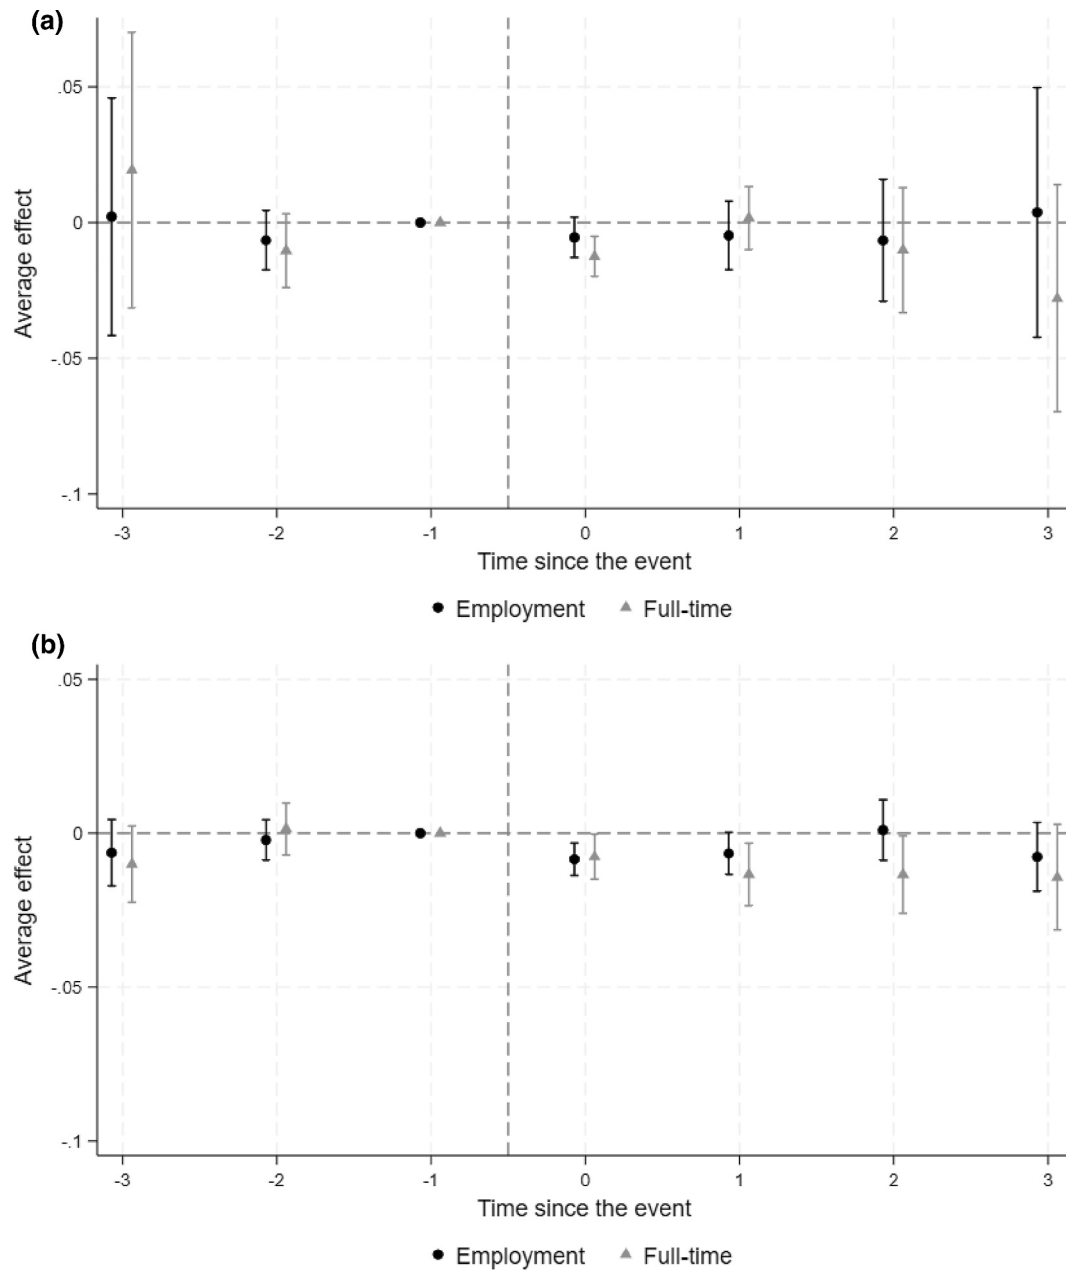 (a)
Average effect
.05
0
-.05
-.1
-3 -2 -1 0 1 2 3
Time since the event
Employment Full-time
(b)
Average effect
.05
0
-.05
-.1
-3 -2 -1 0 1 2 3
Time since the event
Employment Full-time